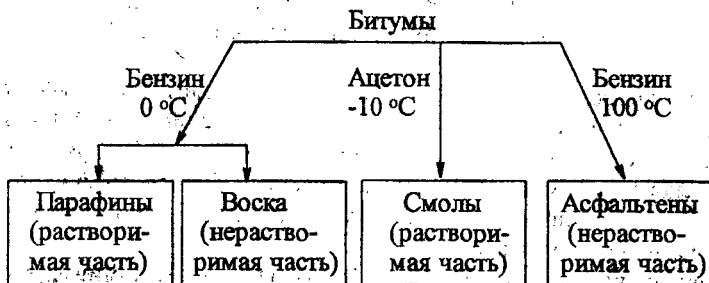 Битумы
Бензин
0 °C
Ацетон
-10 °C
Бензин
100 °C
Парафины
(раствори-
мая часть)
Воска
(нераство-
римая часть)
Смолы
(раствори-
мая часть)
Асфальтены
(нераство-
римая часть)